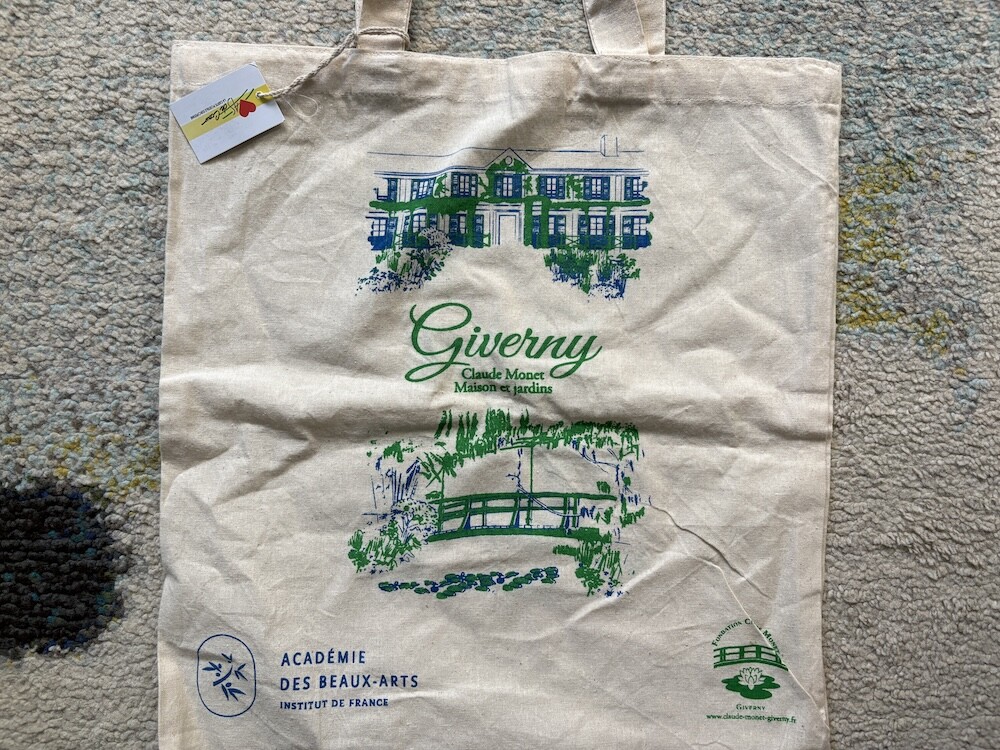 Giverny
Claude Monet
Maison et jardins
ACADÉMIE
DES BEAUX-ARTS
INSTITUT DE FRANCE
FONDATION
GIVERNY
www.claude-monet-giverny.fr